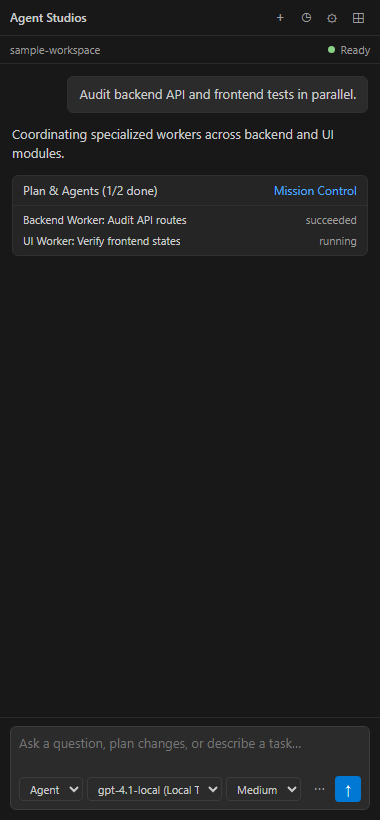 Agent Studios
sample-workspace
Ready
Audit backend API and frontend tests in parallel.
Coordinating specialized workers across backend and UI
modules.
Plan & Agents (1/2 done) Mission Control
Backend Worker: Audit API routes succeeded
UI Worker: Verify frontend states running
Ask a question, plan changes, or describe a task...
Agent gpt-4.1-local (Local T Medium ...